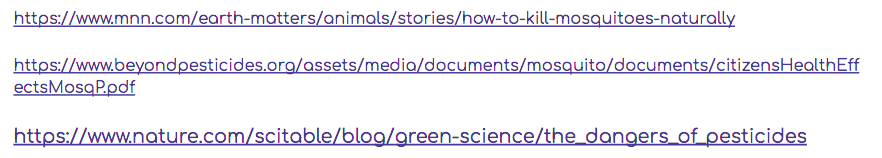 https://www.mnn.com/earth-matters/animals/stories/how-to-kill-mosquitoes-naturally
https://www.beyondpesticides.org/assets/media/documents/mosquito/documents/citizensHealthEff
ectsMosqP.pdf
https://www.nature.com/scitable/blog/green-science/the_dangers_of_pesticides